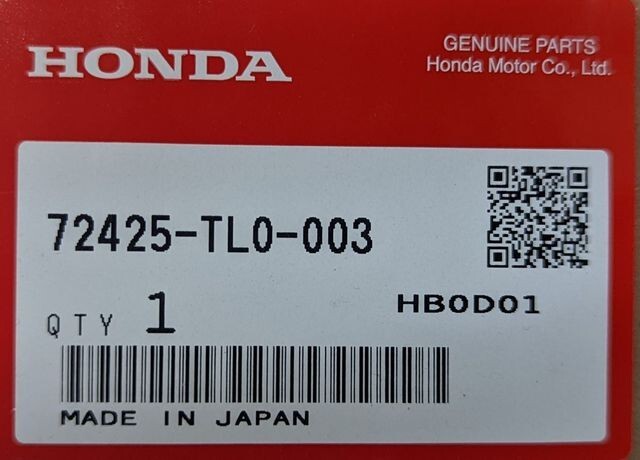 HONDA
GENUINE PARTS
Honda Motor Co., Ltd.
72425-TL0-003
QTY 1
HB0D01
MADE IN JAPAN